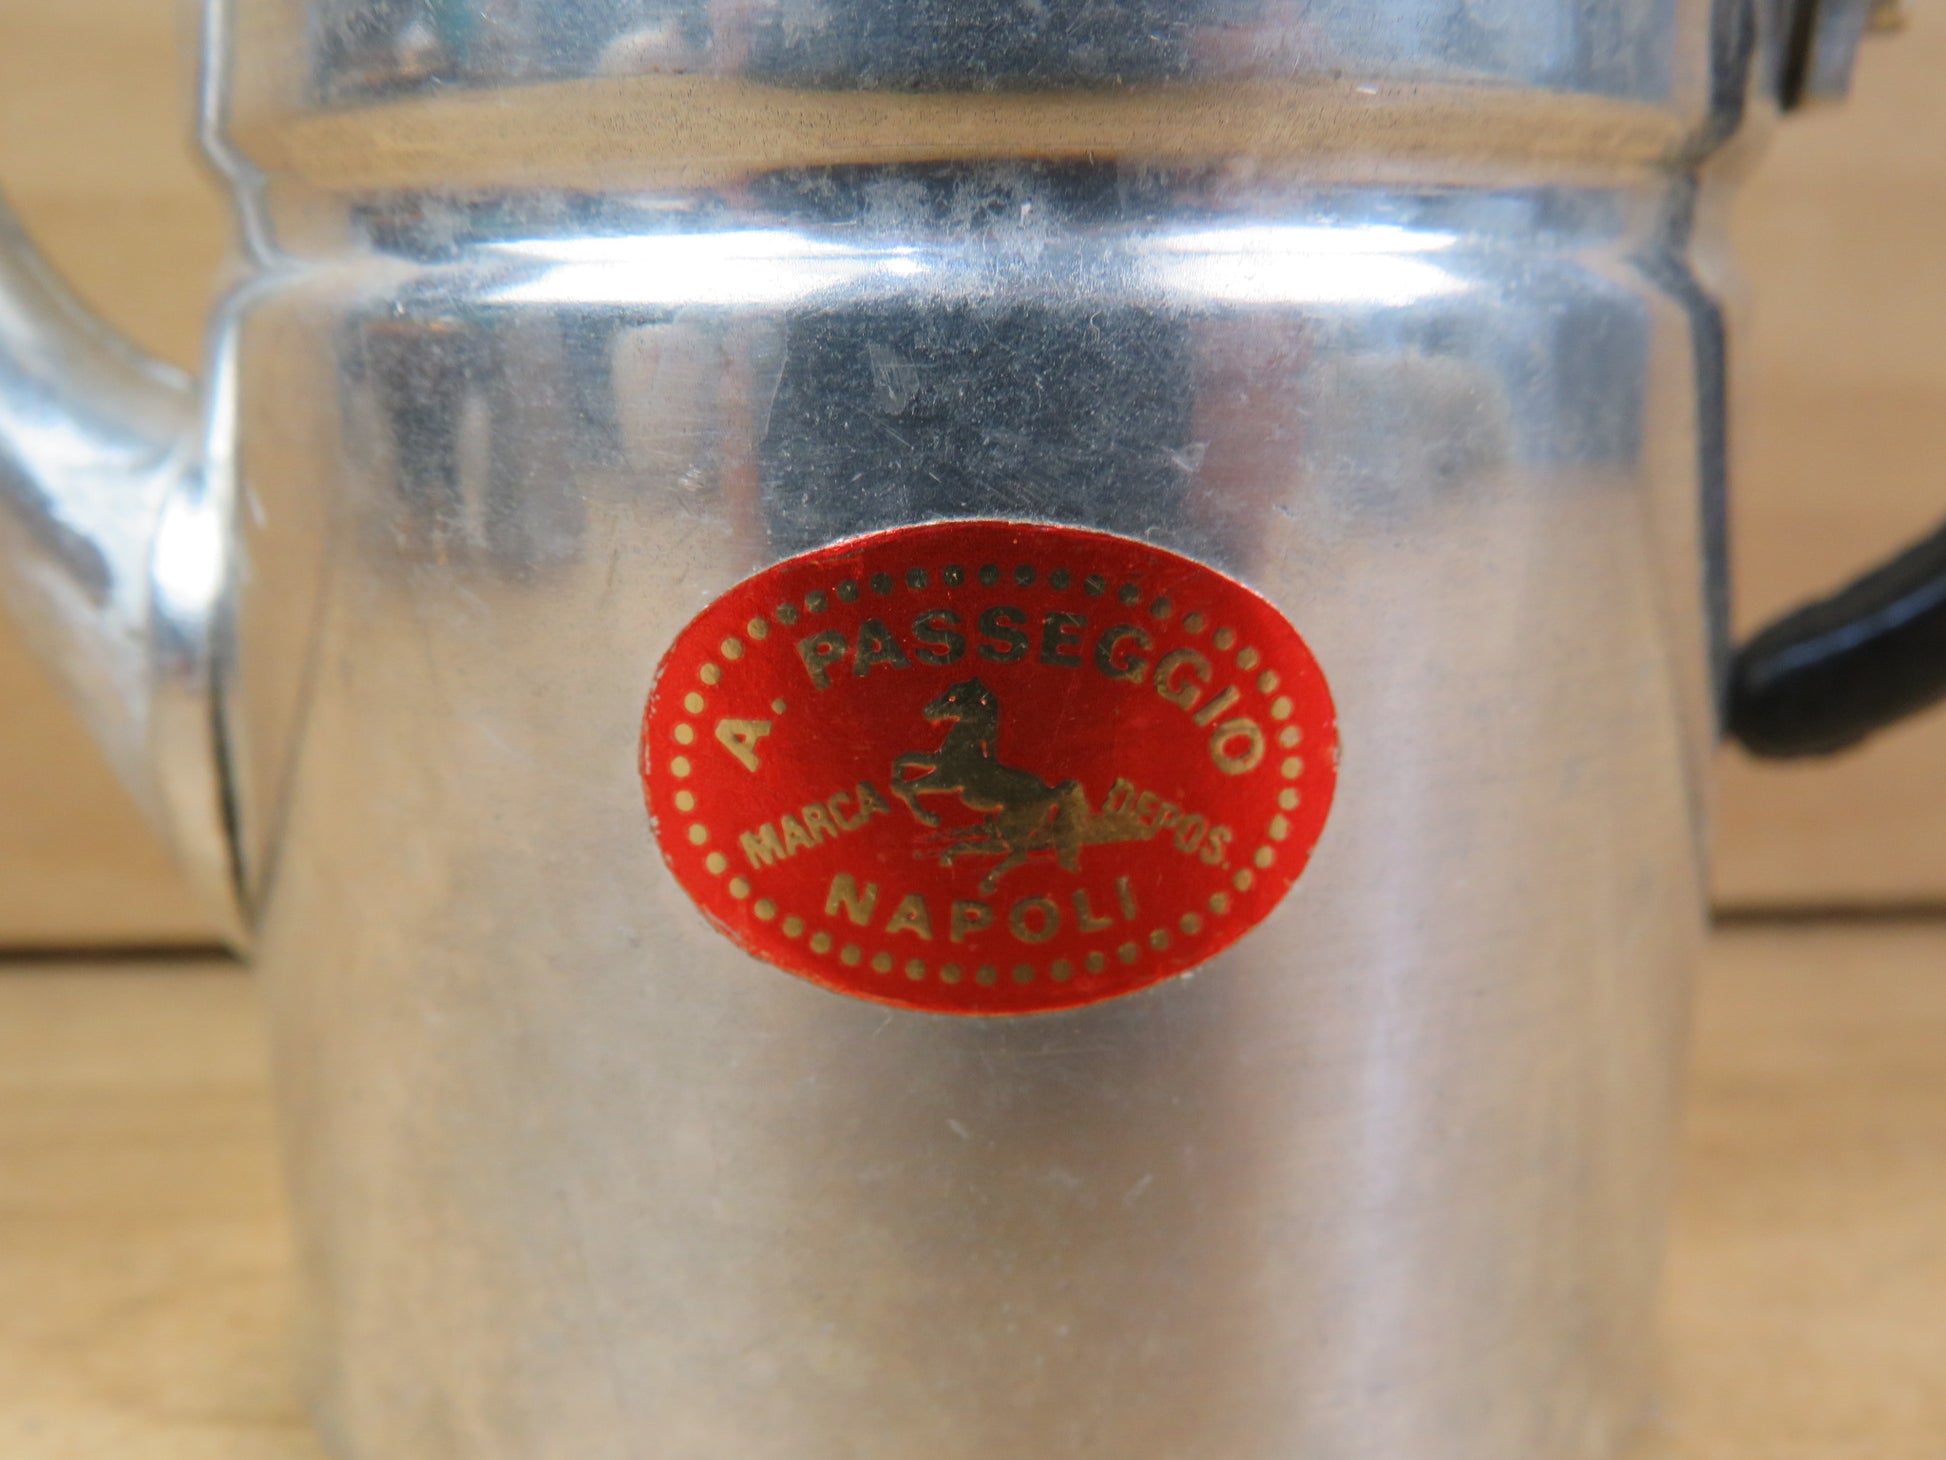 A. PASSEGGIO
MARCA DEPOS.
NAPOLI